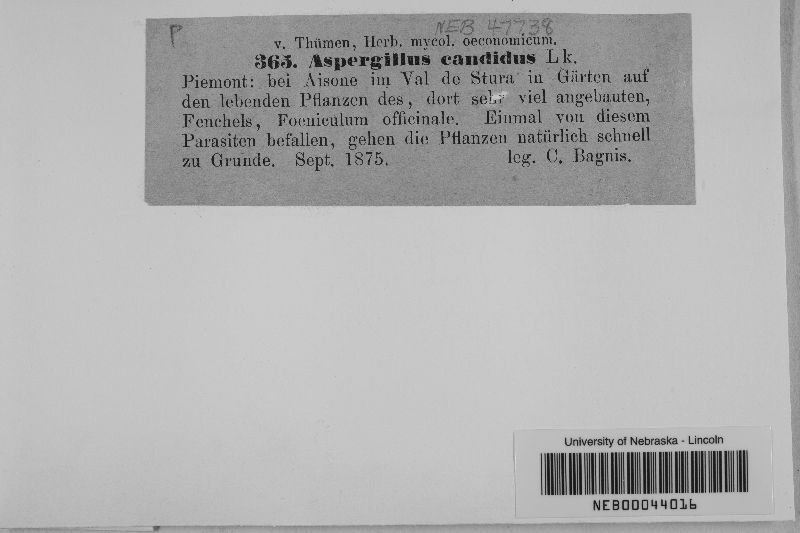 P
NEB 47738
v. Thümen, Herb. mycol. oeconomicum.
365. Aspergillus candidus Lk.
Piemont: bei Aisone im Val de Stura in Gärten auf
den lebenden Pflanzen des, dort sehr viel angebauten,
Fenchels, Foeniculum officinale. Einmal von diesem
Parasiten befallen, gehen die Pflanzen natürlich schnell
zu Grunde. Sept. 1875. leg. C. Bagnis.
University of Nebraska - Lincoln
NEB00044016